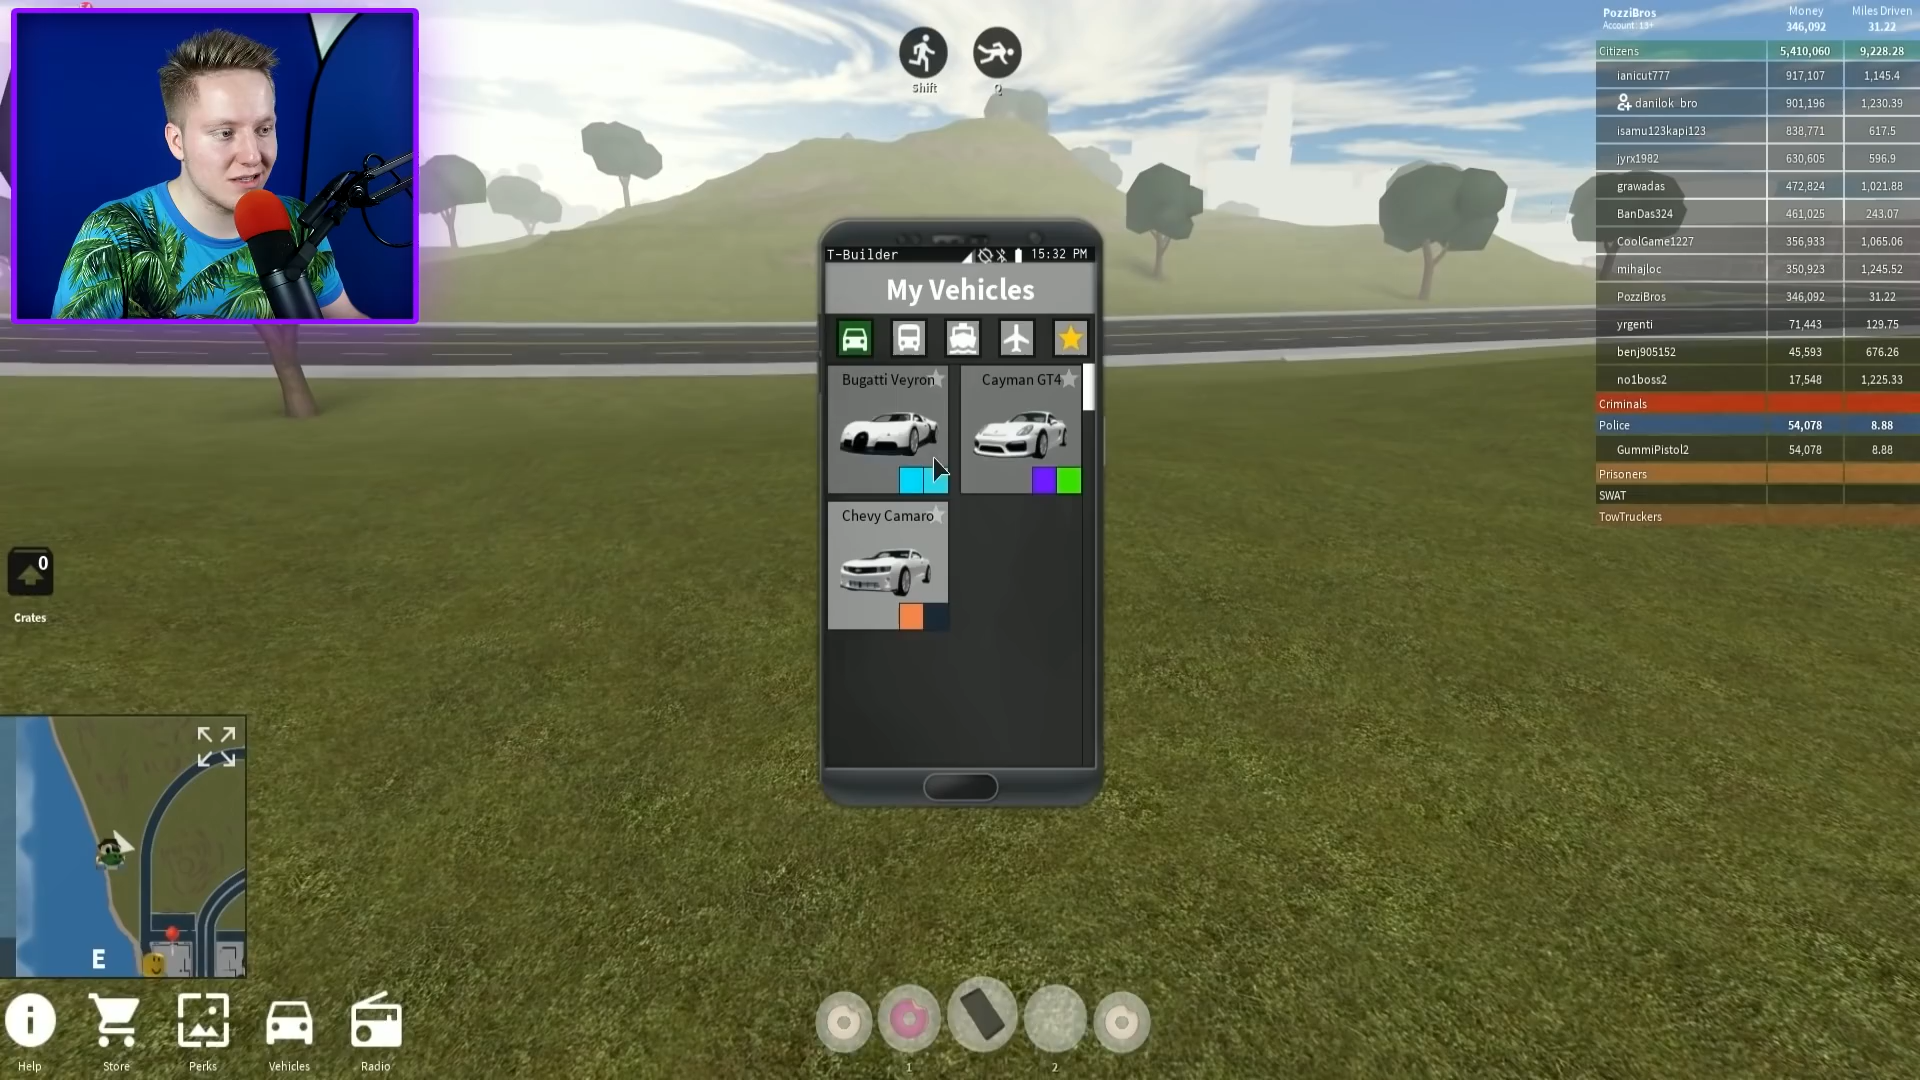 shift
Q
PozziBros Money Miles Driven
Account: 13+ 346,092 31.22
Citizens 5,410,060 9,228.28
ianicut777 917,107 1,145.4
danilok bro 901,196 1,230.39
isamu123kapi123 838,771 617.5
jyrx1982 630,605 596.9
grawadas 472,824 1,021.88
BanDas324 461,025 243.07
CoolGame1227 356,933 1,065.06
mihajloc 350,923 1,245.52
PozziBros 346,092 31.22
yrgenti 71,443 129.75
benj905152 45,593 676.26
no1boss2 17,548 1,225.33
Criminals
Police 54,078 8.88
GummiPistol2 54,078 8.88
Prisoners
SWAT
TowTruckers
T-Builder 15:32 PM
My Vehicles
Bugatti Veyron Cayman GT4
Chevy Camaro
0
Crates
E
Help Store Perks Vehicles Radio
1 2